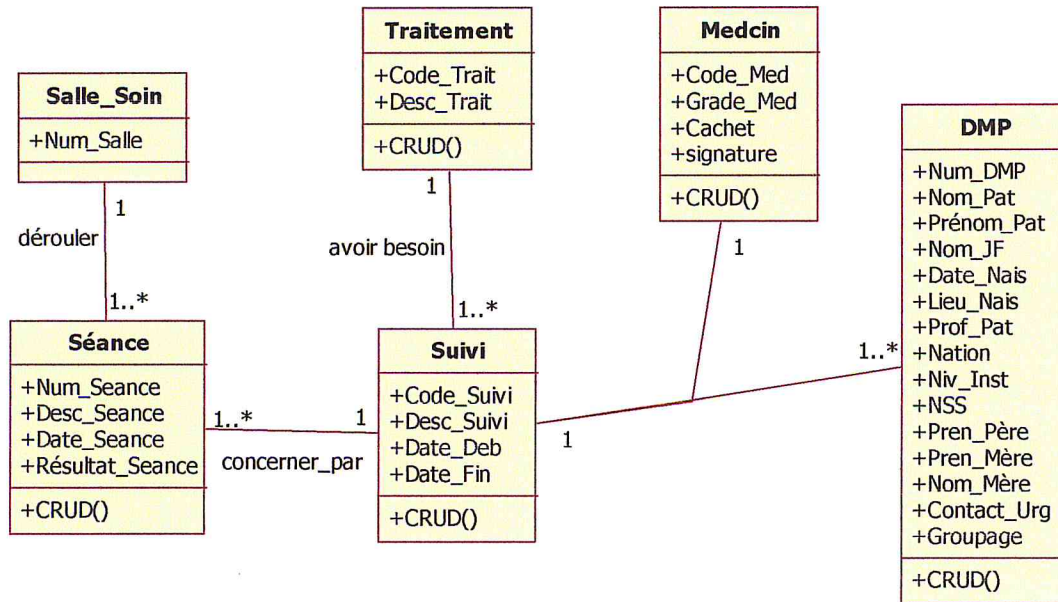 Traitement
+Code_Trait
+Desc_Trait
+CRUD()
Medcin
+Code_Med
+Grade_Med
+Cachet
+signature
+CRUD()
Salle_Soin
+Num_Salle
DMP
+Num_DMP
+Nom_Pat
+Prénom_Pat
+Nom_JF
+Date_Nais
+Lieu_Nais
+Prof_Pat
+Nation
+Niv_Inst
+NSS
+Pren_Père
+Pren_Mère
+Nom_Mère
+Contact_Urg
+Groupage
+CRUD()
1
dérouler
1..*
1
avoir besoin
1..*
1
1..*
Séance
+Num_Seance
+Desc_Seance
+Date_Seance
+Résultat_Seance
+CRUD()
1..*
1
concerner_par
Suivi
+Code_Suivi
+Desc_Suivi
+Date_Deb
+Date_Fin
+CRUD()
1